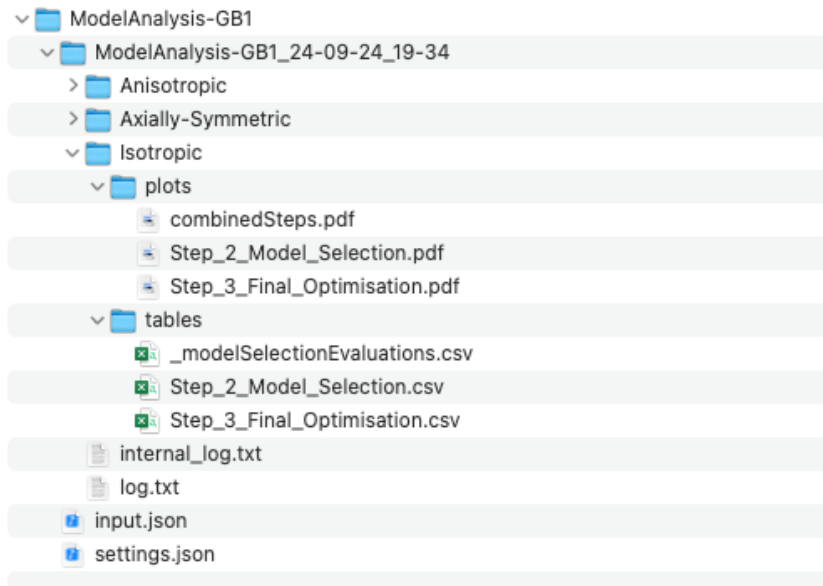 ModelAnalysis-GB1
ModelAnalysis-GB1_24-09-24_19-34
Anisotropic
Axially-Symmetric
Isotropic
plots
combinedSteps.pdf
Step_2_Model_Selection.pdf
Step_3_Final_Optimisation.pdf
tables
_modelSelectionEvaluations.csv
Step_2_Model_Selection.csv
Step_3_Final_Optimisation.csv
internal_log.txt
log.txt
input.json
settings.json